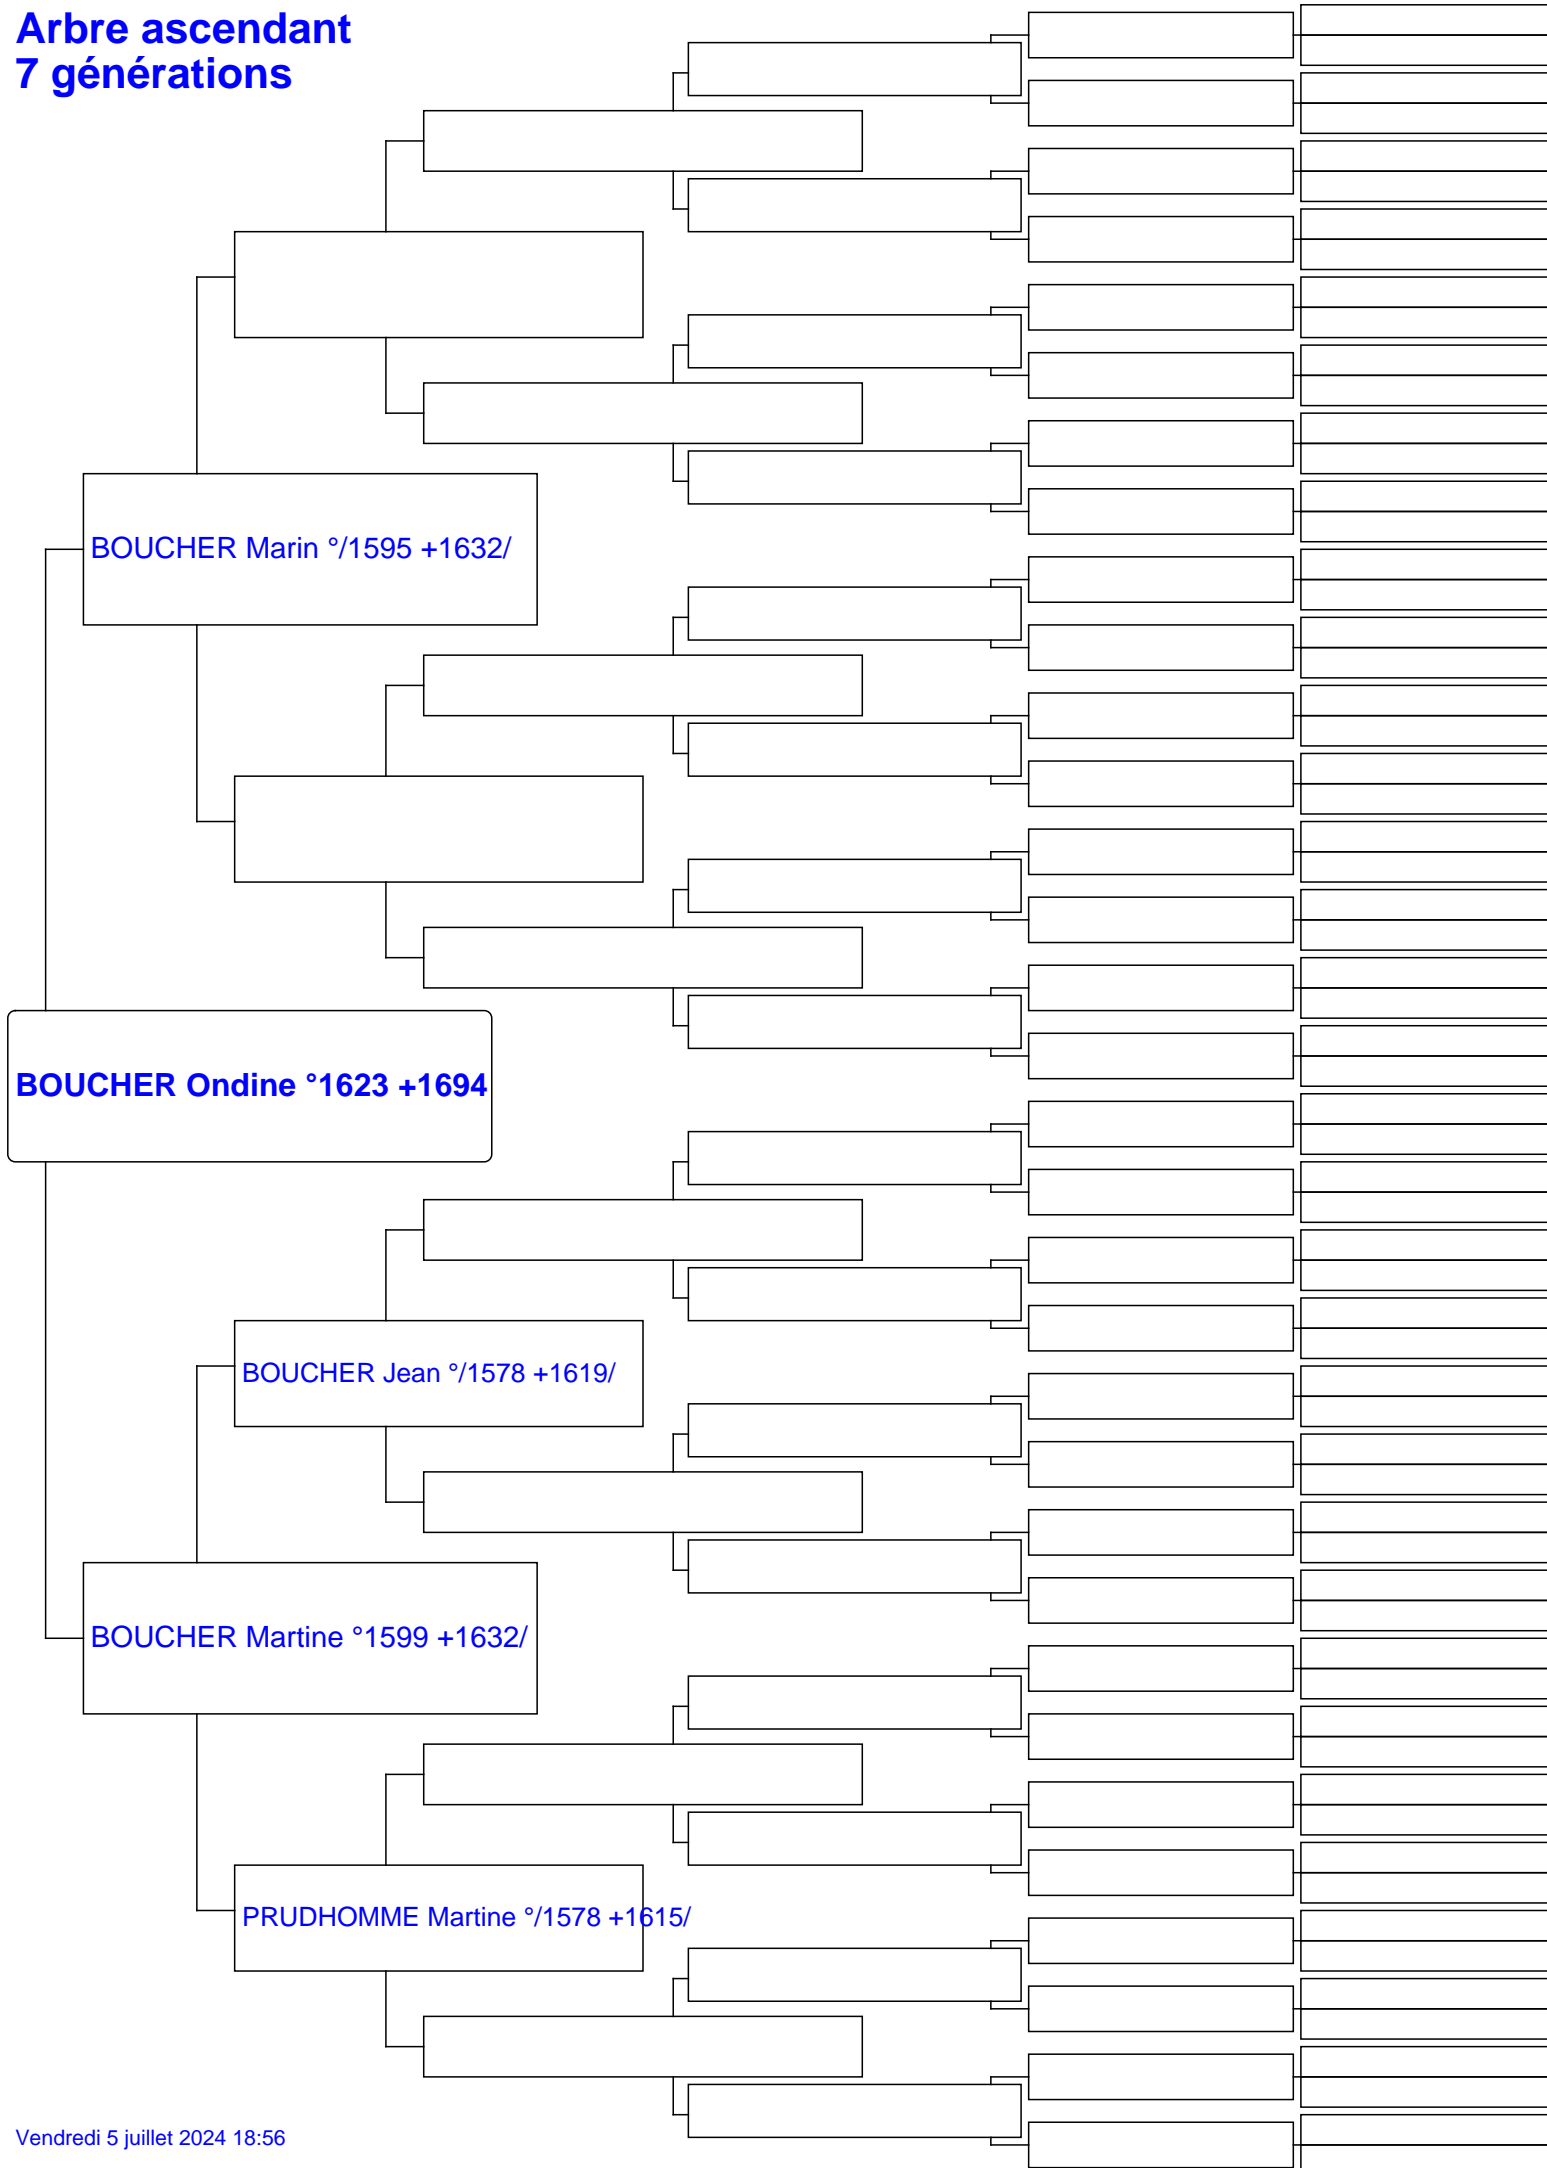 Arbre ascendant
7 générations
BOUCHER Marin °/1595 +1632/
BOUCHER Ondine °1623 +1694
BOUCHER Jean °/1578 +1619/
BOUCHER Martine °1599 +1632/
PRUDHOMME Martine °/1578 +1615/
Vendredi 5 juillet 2024 18:56